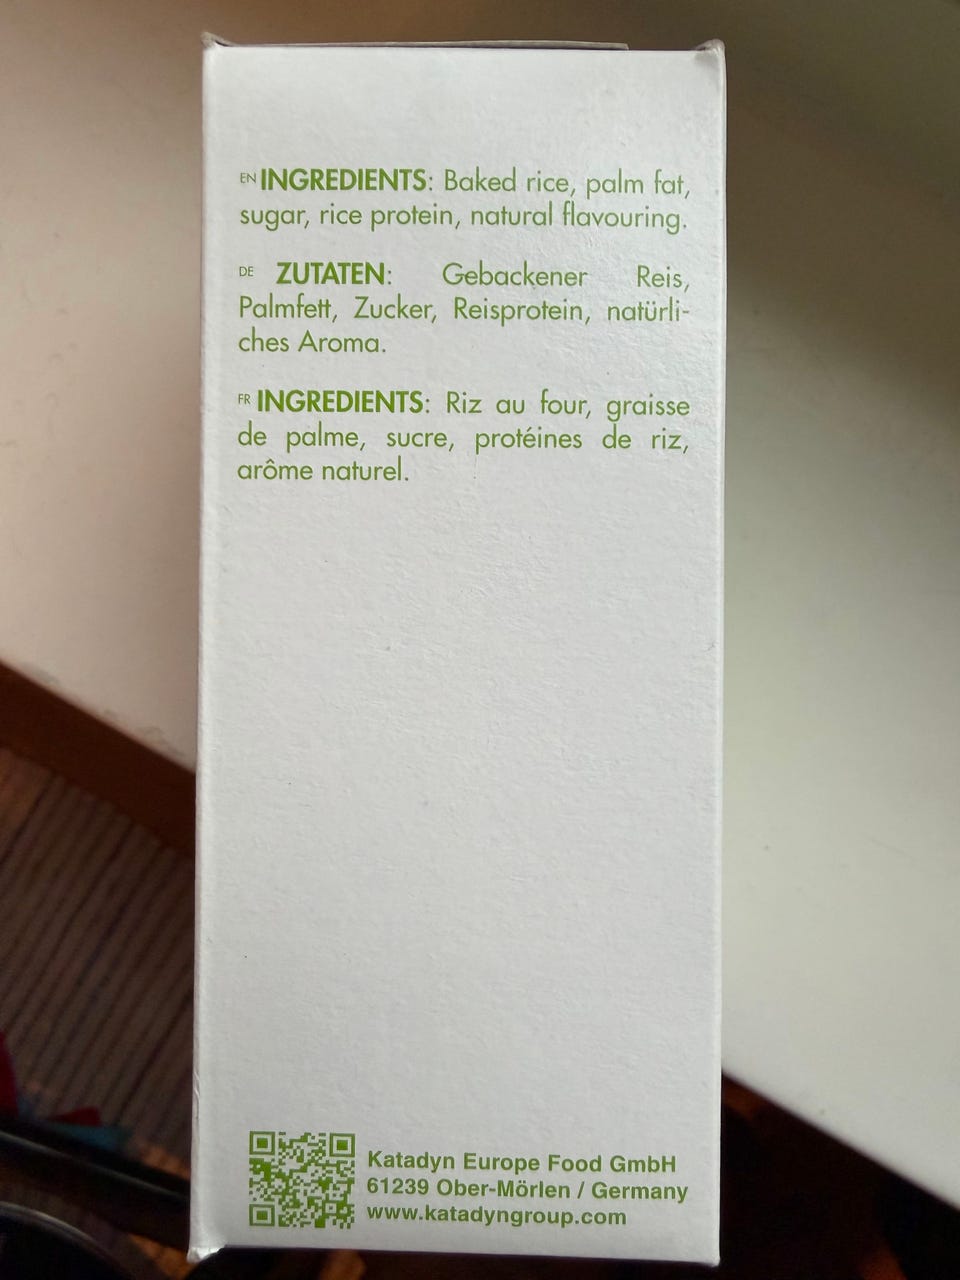 EN INGREDIENTS: Baked rice, palm fat,
sugar, rice protein, natural flavouring.
DE ZUTATEN: Gebackener Reis,
Palmfett, Zucker, Reisprotein, natürli-
ches Aroma.
FR INGREDIENTS: Riz au four, graisse
de palme, sucre, protéines de riz,
arôme naturel.
Katadyn Europe Food GmbH
61239 Ober-Mörlen / Germany
www.katadyngroup.com